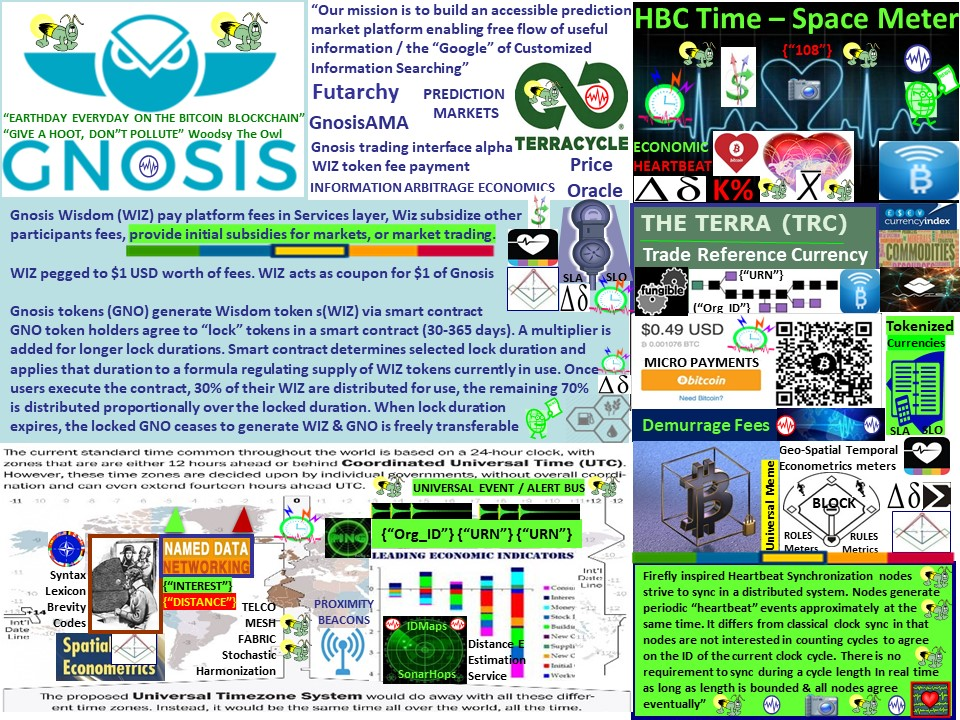 "Our mission is to build an accessible prediction
market platform enabling free flow of useful
information / the "Google" of Customized
Information Searching"
Futarchy
PREDICTION
MARKETS
GnosisAMA
Gnosis trading interface alpha
WIZ token fee payment
INFORMATION ARBITRAGE ECONOMICS
TERRACYCLE
Price
Oracle
"EARTHDAY EVERYDAY ON THE BITCOIN BLOCKCHAIN"
"GIVE A HOOT, DON"T POLLUTE" Woodsy The Owl
GNOSIS
HBC Time – Space Meter
{"108"}
ECONOMIC
HEARTBEAT
bitcoin
Δ δ
K%
X
Gnosis Wisdom (WIZ) pay platform fees in Services layer, Wiz subsidize other
participants fees, provide initial subsidies for markets, or market trading.
WIZ pegged to $1 USD worth of fees. WIZ acts as coupon for $1 of Gnosis
SLA
SLO
Δδ
Gnosis tokens (GNO) generate Wisdom token s(WIZ) via smart contract
GNO token holders agree to "lock" tokens in a smart contract (30-365 days). A multiplier is
added for longer lock durations. Smart contract determines selected lock duration and
applies that duration to a formula regulating supply of WIZ tokens currently in use. Once
users execute the contract, 30% of their WIZ are distributed for use, the remaining 70%
is distributed proportionally over the locked duration. When lock duration
expires, the locked GNO ceases to generate WIZ & GNO is freely transferable
Δδ
THE TERRA (TRC)
Trade Reference Currency
currencyindex
COMMODITIES
fungible
{"URN"}
{"Org_ID"}
$0.49 USD
฿ 0.001076 BTC
MICRO PAYMENTS
bitcoin
Need Bitcoin?
Tokenized
Currencies
SLA
SLO
Demurrage Fees
Universal Meme
Geo-Spatial Temporal
Econometrics meters
BLOCK
ROLES
Meters
RULES
Metrics
Δδ
The current standard time common throughout the world is based on a 24-hour clock, with
zones that are are either 12 hours ahead or behind Coordinated Universal Time (UTC).
However, these time zones are decided upon by individual governments, without overall coordi-
nation and can even extend fourteen hours ahead UTC.
UNIVERSAL EVENT / ALERT BUS
-11
0
+12
{"Org_ID"} {"URN"} {"URN"}
LEADING ECONOMIC INDICATORS
Int'l
Date
Line
Syntax
Lexicon
Brevity
Codes
NAMED DATA
NETWORKING
{"INTEREST"}
{"DISTANCE"}
TELCO
MESH
FABRIC
Stochastic
Harmonization
PROXIMITY
BEACONS
Spatial
Econometrics
IDMaps
SonarHops
Distance E
Estimation
Service
The proposed Universal Timezone System would do away with all these differ-
ent time zones. Instead, it would be the same time all over the world, all the time.
Firefly inspired Heartbeat Synchronization nodes
strive to sync in a distributed system. Nodes generate
periodic "heartbeat" events approximately at the
same time. It differs from classical clock sync in that
nodes are not interested in counting cycles to agree
on the ID of the current clock cycle. There is no
requirement to sync during a cycle length In real time
as long as length is bounded & all nodes agree
eventually"